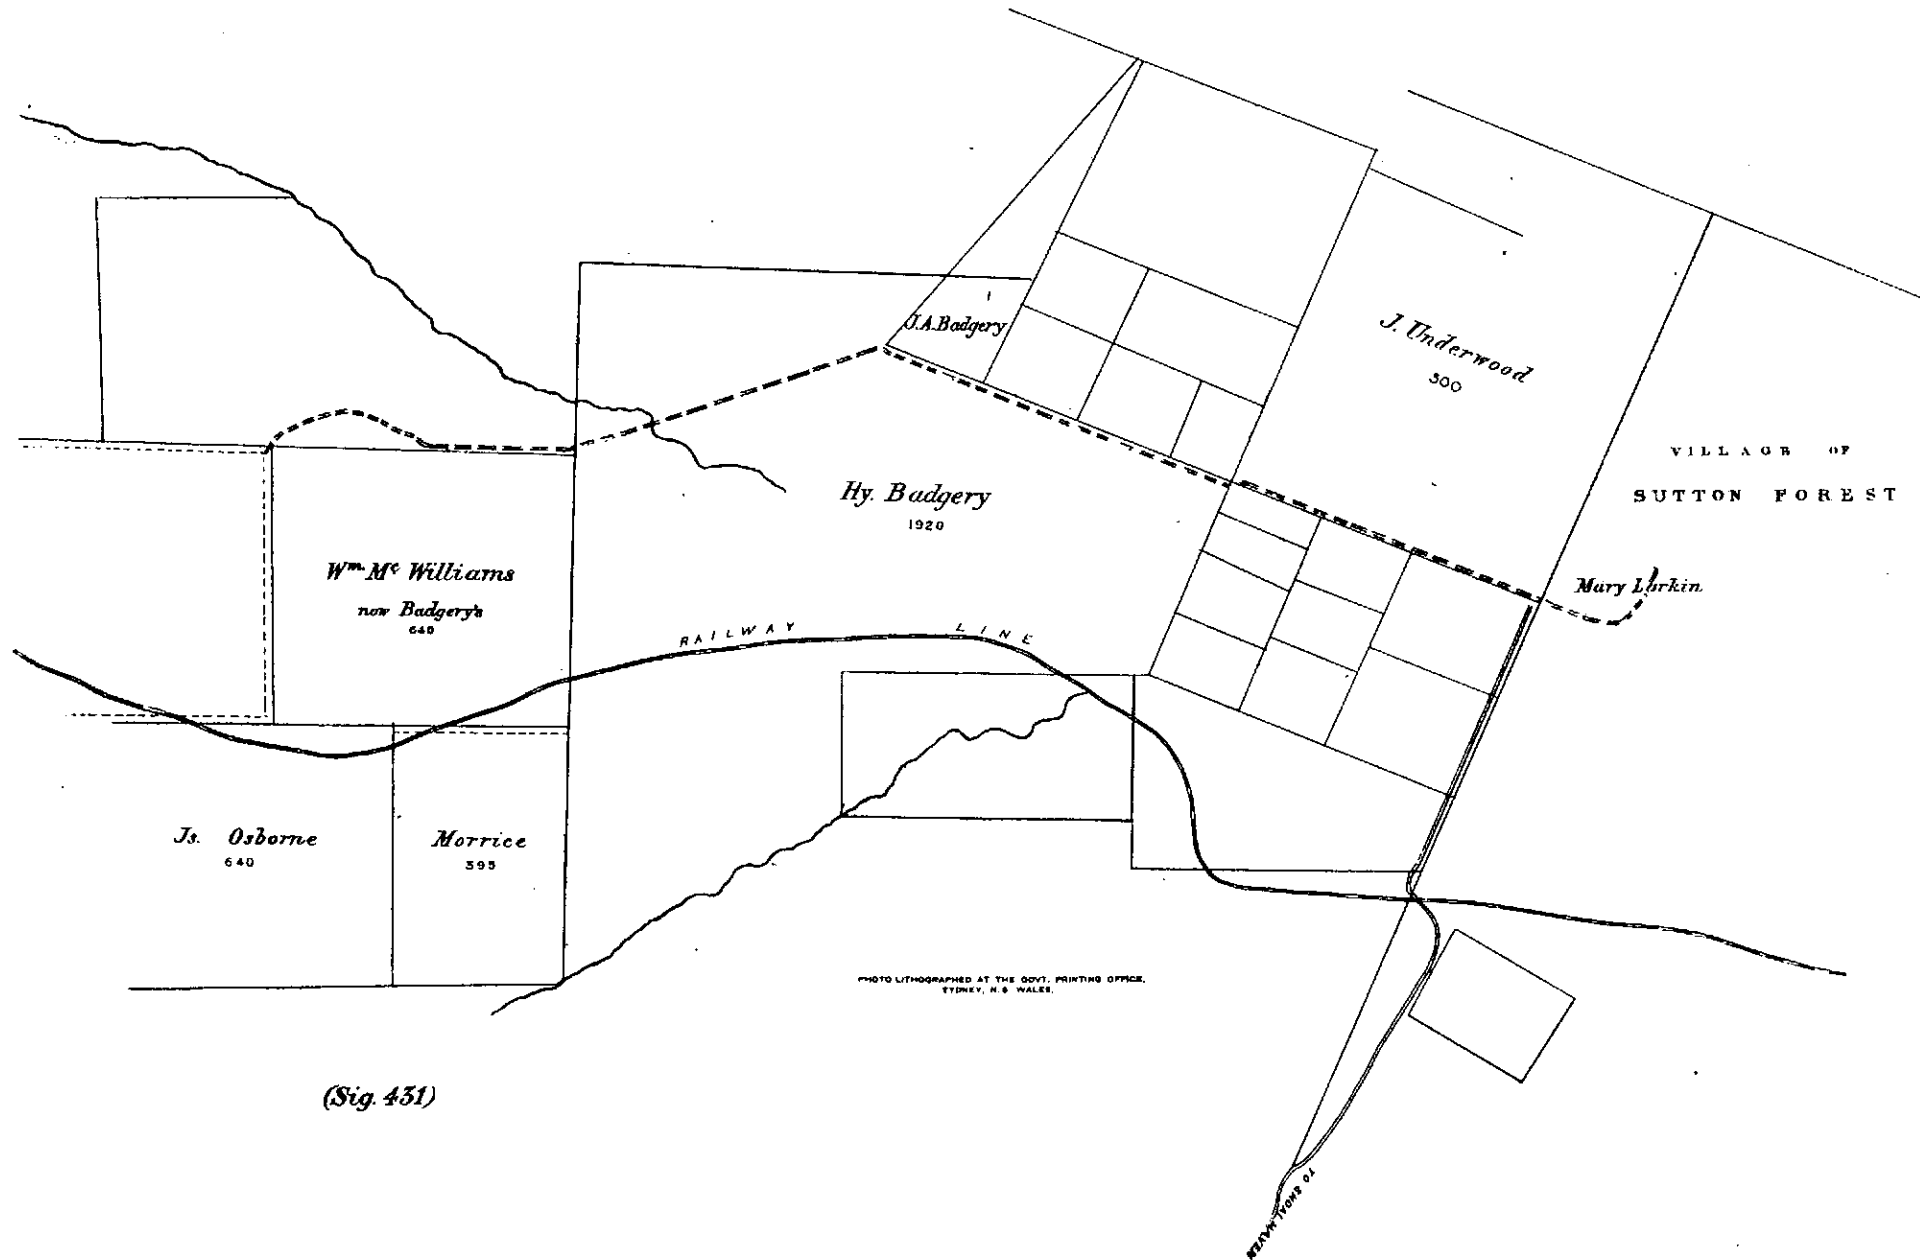 J.A. Badgery
J. Underwood
500
VILLAGE OF
SUTTON FOREST
Hy. Badgery
1920
Wm. Mc Williams
now Badgery's
640
Mary Larkin
RAILWAY LINE
Js. Osborne
640
Morrice
395
PHOTO LITHOGRAPHED AT THE GOVT. PRINTING OFFICE,
SYDNEY, N.S. WALES.
(Sig. 431)
TO SHOALHAVEN